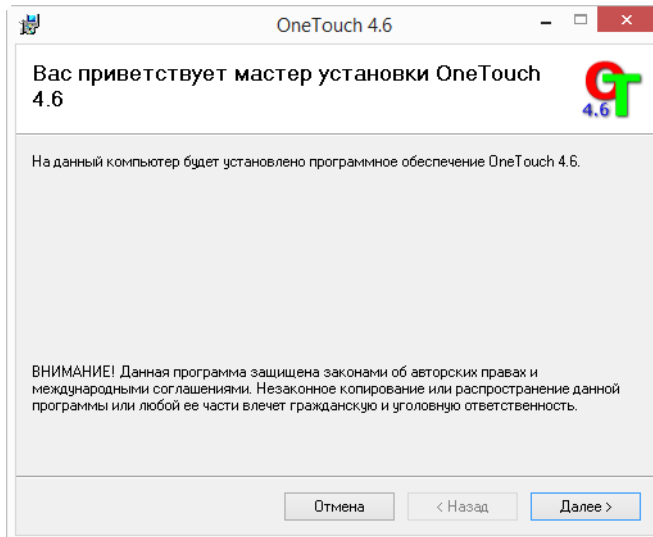 OneTouch 4.6
Вас приветствует мастер установки OneTouch
4.6
OT
4.6
На данный компьютер будет установлено программное обеспечение OneTouch 4.6.
ВНИМАНИЕ! Данная программа защищена законами об авторских правах и
международными соглашениями. Незаконное копирование или распространение данной
программы или любой ее части влечет гражданскую и уголовную ответственность.
Отмена
< Назад
Далее >